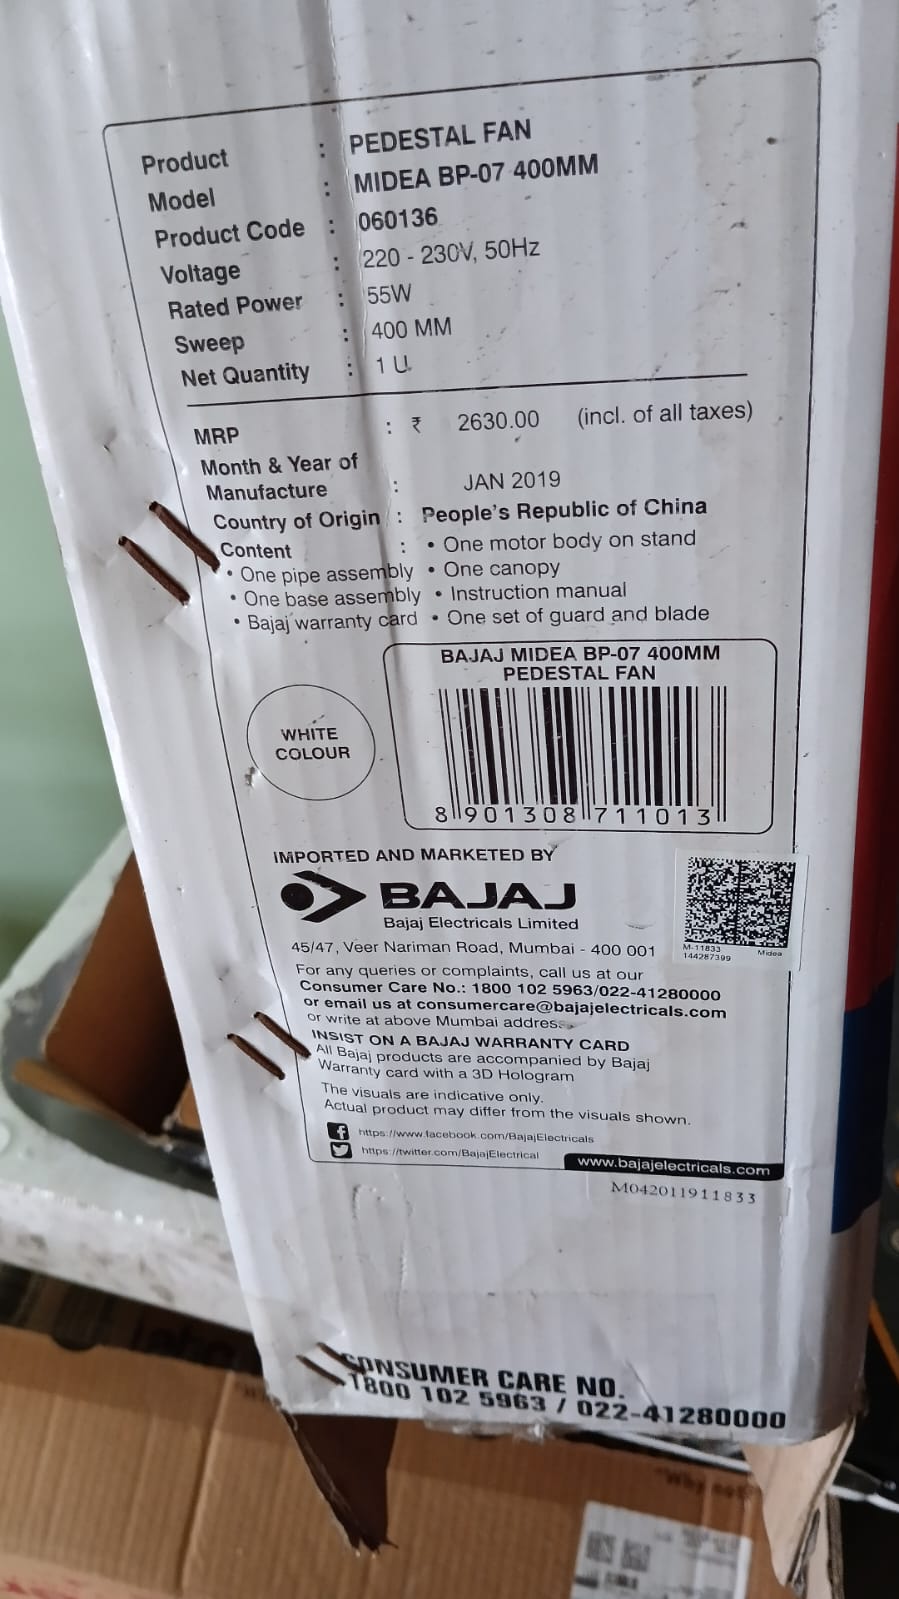 Product : PEDESTAL FAN
Model : MIDEA BP-07 400MM
Product Code : 060136
Voltage : 220 - 230V, 50Hz
Rated Power : 55W
Sweep : 400 MM
Net Quantity : 1 U
MRP : ₹ 2630.00 (incl. of all taxes)
Month & Year of
Manufacture : JAN 2019
Country of Origin : People's Republic of China
Content : • One motor body on stand
• One pipe assembly • One canopy
• One base assembly • Instruction manual
• Bajaj warranty card • One set of guard and blade
BAJAJ MIDEA BP-07 400MM
PEDESTAL FAN
WHITE
COLOUR
8 901308 711013
IMPORTED AND MARKETED BY
BAJAJ
Bajaj Electricals Limited
45/47, Veer Nariman Road, Mumbai - 400 001
M-11833
144287399 Midea
For any queries or complaints, call us at our
Consumer Care No.: 1800 102 5963/022-41280000
or email us at consumercare@bajajelectricals.com
or write at above Mumbai address.
INSIST ON A BAJAJ WARRANTY CARD
All Bajaj products are accompanied by Bajaj
Warranty card with a 3D Hologram
The visuals are indicative only.
Actual product may differ from the visuals shown.
https://www.facebook.com/BajajElectricals
https://twitter.com/BajajElectrical
www.bajajelectricals.com
M042011911833
CONSUMER CARE NO.
1800 102 5963 / 022-41280000